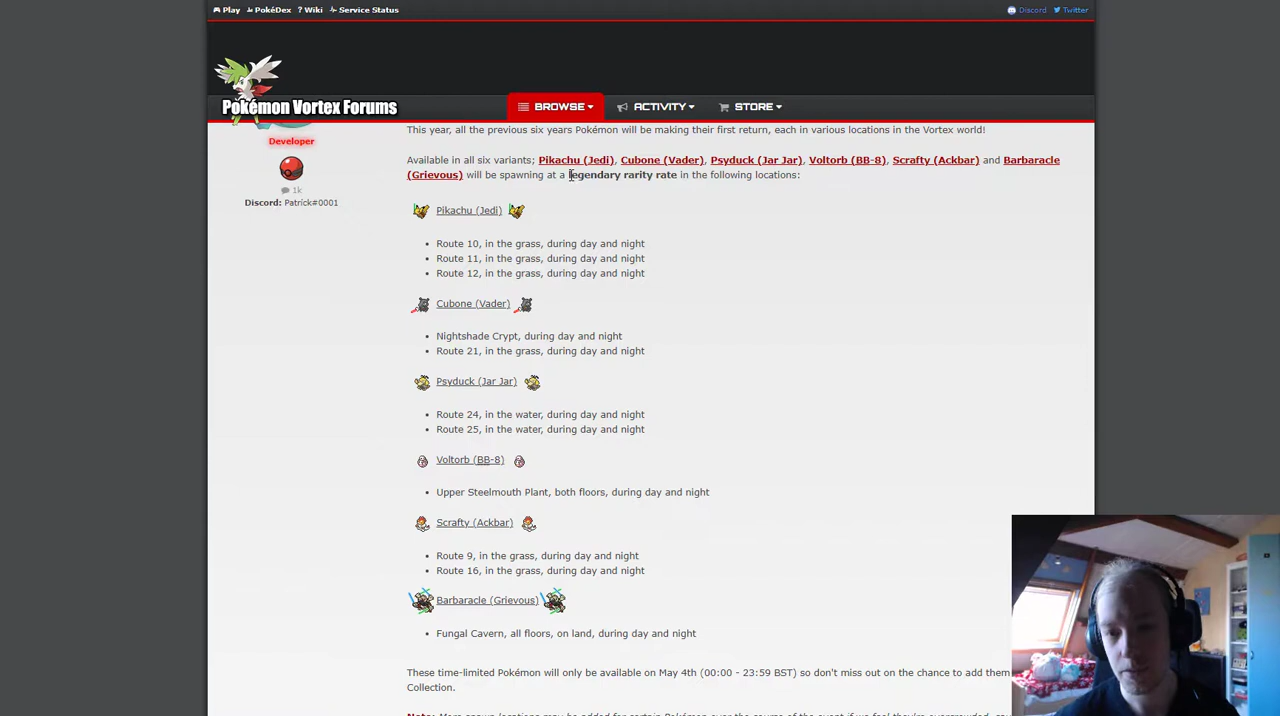 Play PokéDex ? Wiki Service Status
Discord Twitter
Pokémon Vortex Forums
BROWSE ACTIVITY STORE
Developer
1k
Discord: Patrick#0001
This year, all the previous six years Pokémon will be making their first return, each in various locations in the Vortex world!
Available in all six variants; Pikachu (Jedi), Cubone (Vader), Psyduck (Jar Jar), Voltorb (BB-8), Scrafty (Ackbar) and Barbaracle
(Grievous) will be spawning at a legendary rarity rate in the following locations:
Pikachu (Jedi)
• Route 10, in the grass, during day and night
• Route 11, in the grass, during day and night
• Route 12, in the grass, during day and night
Cubone (Vader)
• Nightshade Crypt, during day and night
• Route 21, in the grass, during day and night
Psyduck (Jar Jar)
• Route 24, in the water, during day and night
• Route 25, in the water, during day and night
Voltorb (BB-8)
• Upper Steelmouth Plant, both floors, during day and night
Scrafty (Ackbar)
• Route 9, in the grass, during day and night
• Route 16, in the grass, during day and night
Barbaracle (Grievous)
• Fungal Cavern, all floors, on land, during day and night
These time-limited Pokémon will only be available on May 4th (00:00 - 23:59 BST) so don't miss out on the chance to add them
Collection.